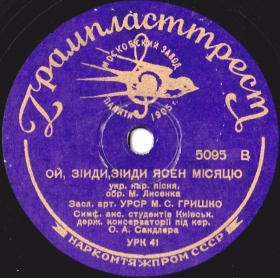 Грампласттрест
МОСКОВСКИЙ ЗАВОД
ПАМЯТИ 1905 г.
5095 В
ОЙ, ЗІЙДИ, ЗІЙДИ ЯСЕН МІСЯЦЮ
укр. нар. пісня,
обр. М. Лисенка
Засл. арт. УРСР М. С. ГРИШКО
Симф. анс. студентів Київськ.
держ. консерваторії під кер.
О. А. Сандлера
УРК 41
НАРКОМТЯЖПРОМ СССР